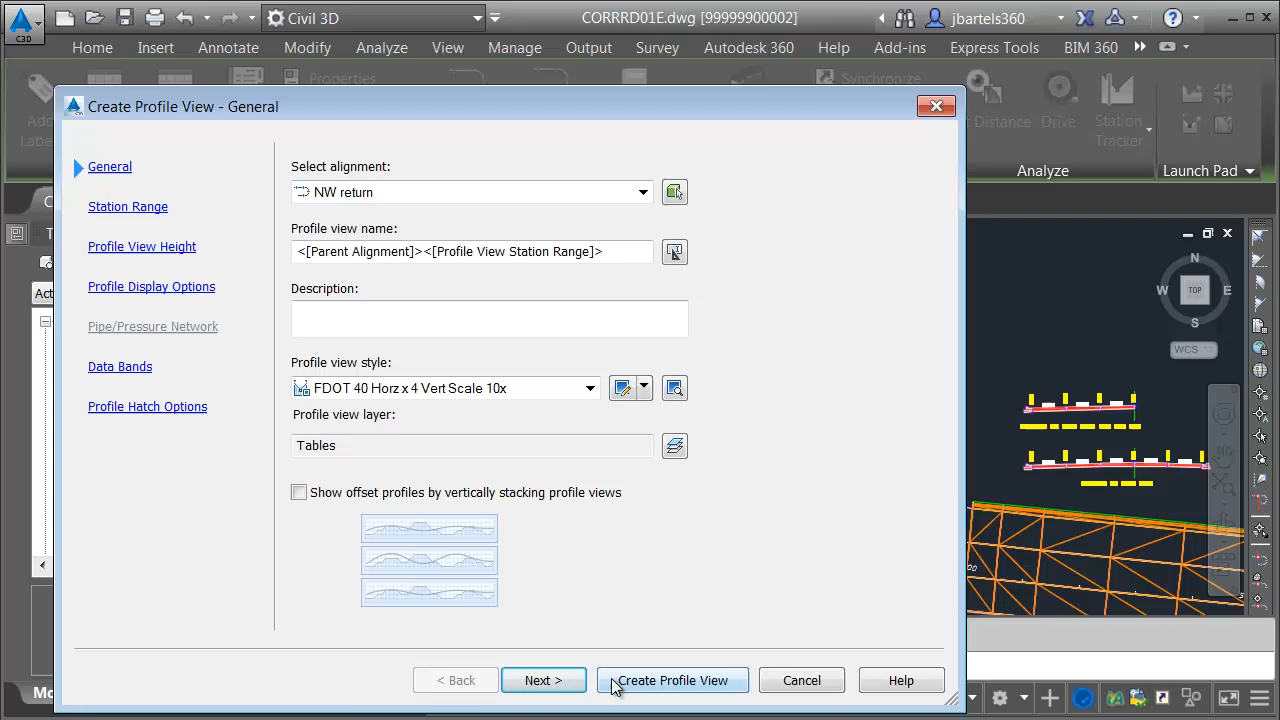 Civil 3D
CORRRD01E.dwg [99999900002]
jbartels360
C3D
Home Insert Annotate Modify Analyze View Manage Output Survey Autodesk 360 Help Add-ins Express Tools BIM 360
Add
Properties
Synchronize
Drive
Station
Tracker
Analyze
Launch Pad
Create Profile View - General
General
Station Range
Profile View Height
Profile Display Options
Pipe/Pressure Network
Data Bands
Profile Hatch Options
Select alignment:
NW return
Profile view name:
<[Parent Alignment]><[Profile View Station Range]>
Description:
Profile view style:
FDOT 40 Horz x 4 Vert Scale 10x
Profile view layer:
Tables
Show offset profiles by vertically stacking profile views
< Back
Next >
Create Profile View
Cancel
Help
N
W TOP E
S
WCS